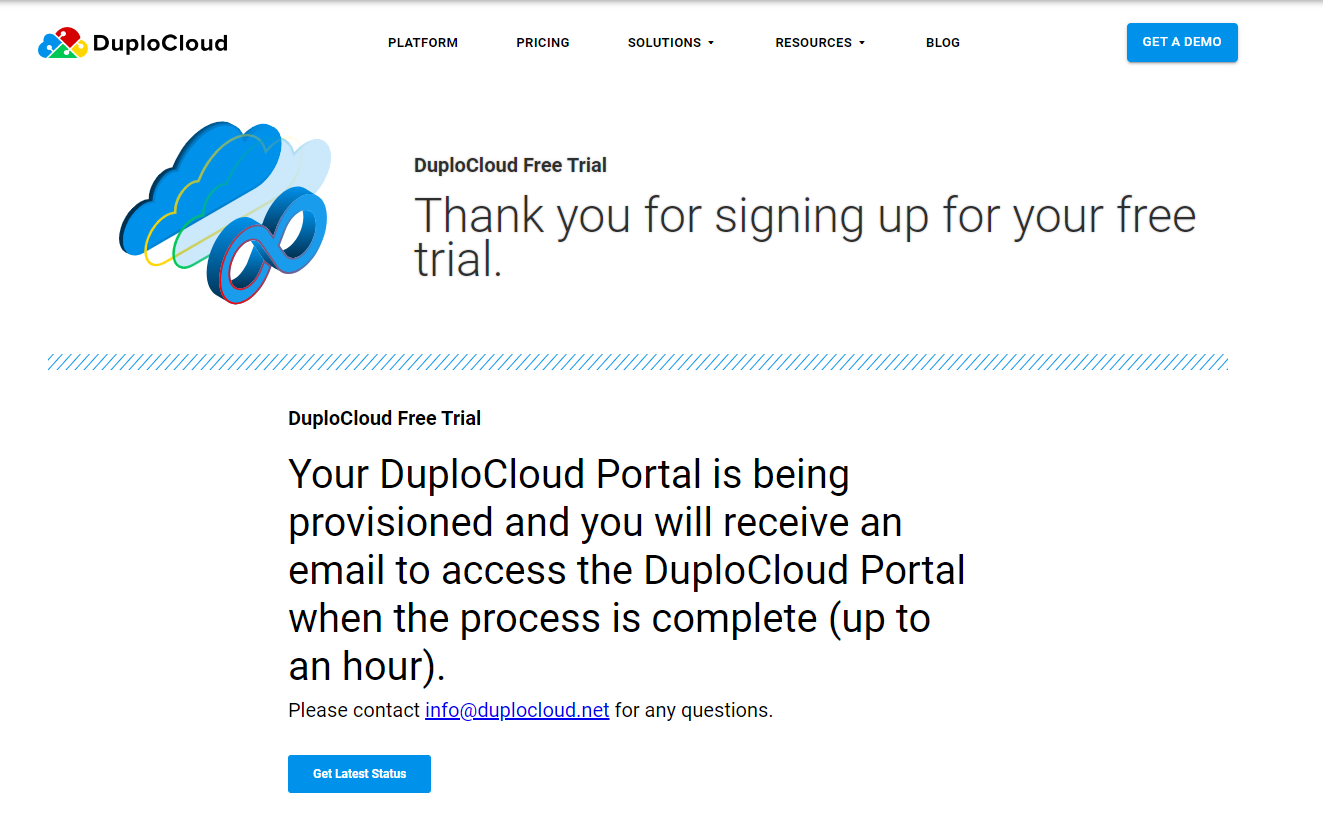 DuploCloud
PLATFORM
PRICING
SOLUTIONS
RESOURCES
BLOG
GET A DEMO
DuploCloud Free Trial
Thank you for signing up for your free
trial.
DuploCloud Free Trial
Your DuploCloud Portal is being
provisioned and you will receive an
email to access the DuploCloud Portal
when the process is complete (up to
an hour).
Please contact info@duplocloud.net for any questions.
Get Latest Status